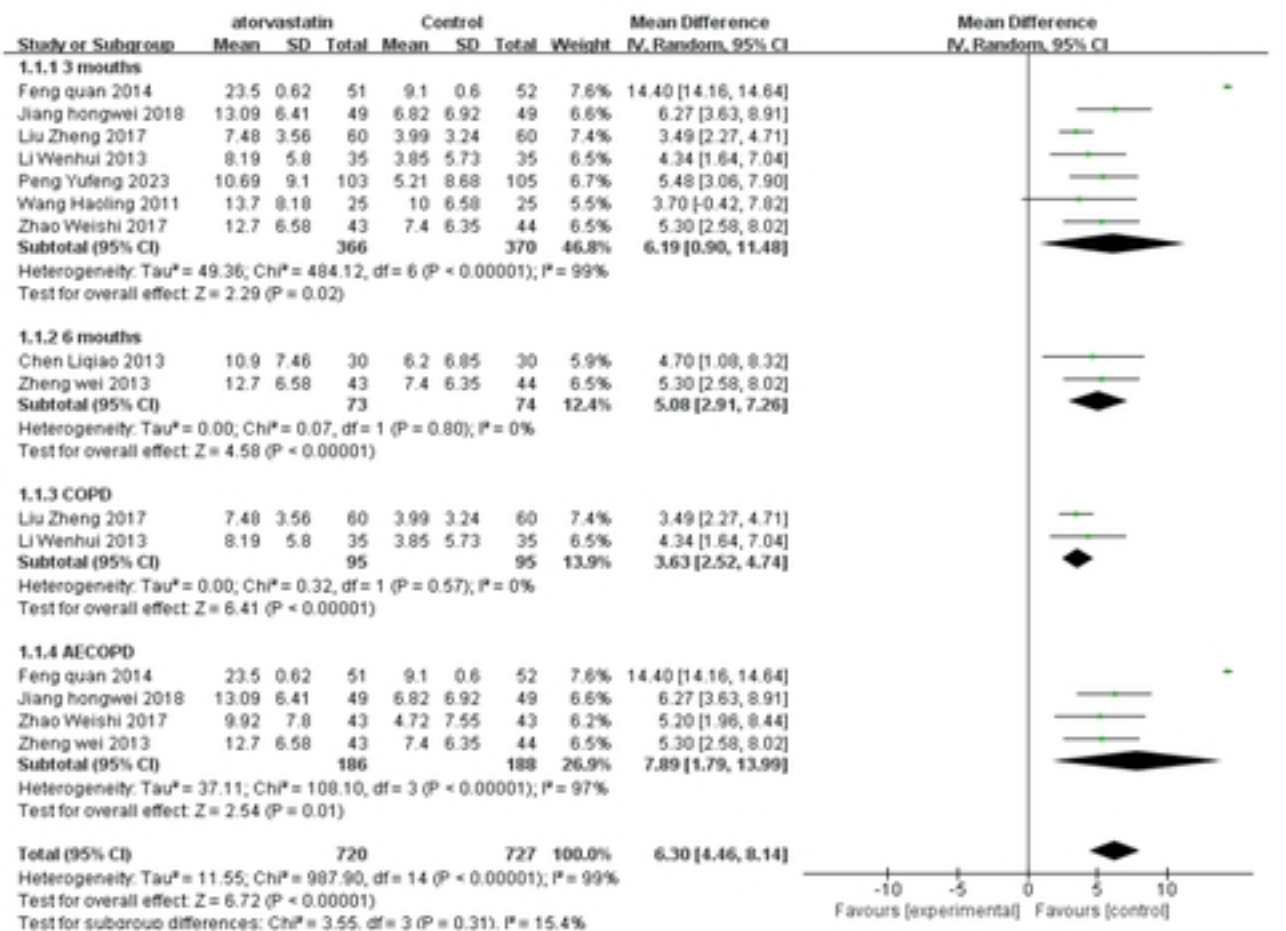 atorvastatin Control Mean Difference Mean Difference
Study or Subgroup Mean SD Total Mean SD Total Weight IV, Random, 95% CI IV, Random, 95% CI
1.1.1 3 mouths
Feng quan 2014 23.5 0.62 51 9.1 0.6 52 7.6% 14.40 [14.16, 14.64]
Jiang hongwei 2018 13.09 6.41 49 6.82 6.92 49 6.6% 6.27 [3.63, 8.91]
Liu Zheng 2017 7.48 3.56 60 3.99 3.24 60 7.4% 3.49 [2.27, 4.71]
Li Wenhui 2013 8.19 5.8 35 3.85 5.73 35 6.5% 4.34 [1.64, 7.04]
Peng Yufeng 2023 10.69 9.1 103 5.21 8.68 105 6.7% 5.48 [3.06, 7.90]
Wang Haoling 2011 13.7 8.18 25 10 6.58 25 5.5% 3.70 [-0.42, 7.82]
Zhao Weishi 2017 12.7 6.58 43 7.4 6.35 44 6.5% 5.30 [2.58, 8.02]
Subtotal (95% CI) 366 370 46.8% 6.19 [0.90, 11.48]
Heterogeneity: Tau² = 49.36; Chi² = 484.12, df = 6 (P < 0.00001); I² = 99%
Test for overall effect: Z = 2.29 (P = 0.02)
1.1.2 6 mouths
Chen Liqiao 2013 10.9 7.46 30 6.2 6.85 30 5.9% 4.70 [1.08, 8.32]
Zheng wei 2013 12.7 6.58 43 7.4 6.35 44 6.5% 5.30 [2.58, 8.02]
Subtotal (95% CI) 73 74 12.4% 5.08 [2.91, 7.26]
Heterogeneity: Tau² = 0.00; Chi² = 0.07, df = 1 (P = 0.80); I² = 0%
Test for overall effect: Z = 4.58 (P < 0.00001)
1.1.3 COPD
Liu Zheng 2017 7.48 3.56 60 3.99 3.24 60 7.4% 3.49 [2.27, 4.71]
Li Wenhui 2013 8.19 5.8 35 3.85 5.73 35 6.5% 4.34 [1.64, 7.04]
Subtotal (95% CI) 95 95 13.9% 3.63 [2.52, 4.74]
Heterogeneity: Tau² = 0.00; Chi² = 0.32, df = 1 (P = 0.57); I² = 0%
Test for overall effect: Z = 6.41 (P < 0.00001)
1.1.4 AECOPD
Feng quan 2014 23.5 0.62 51 9.1 0.6 52 7.6% 14.40 [14.16, 14.64]
Jiang hongwei 2018 13.09 6.41 49 6.82 6.92 49 6.6% 6.27 [3.63, 8.91]
Zhao Weishi 2017 9.92 7.8 43 4.72 7.55 43 6.2% 5.20 [1.96, 8.44]
Zheng wei 2013 12.7 6.58 43 7.4 6.35 44 6.5% 5.30 [2.58, 8.02]
Subtotal (95% CI) 186 188 26.9% 7.89 [1.79, 13.99]
Heterogeneity: Tau² = 37.11; Chi² = 108.10, df = 3 (P < 0.00001); I² = 97%
Test for overall effect: Z = 2.54 (P = 0.01)
Total (95% CI) 720 727 100.0% 6.30 [4.46, 8.14]
Heterogeneity: Tau² = 11.55; Chi² = 987.90, df = 14 (P < 0.00001); I² = 99%
Test for overall effect: Z = 6.72 (P < 0.00001)
Test for subgroup differences: Chi² = 3.55, df = 3 (P = 0.31), I² = 15.4%
-10 -5 0 5 10
Favours [experimental] Favours [control]